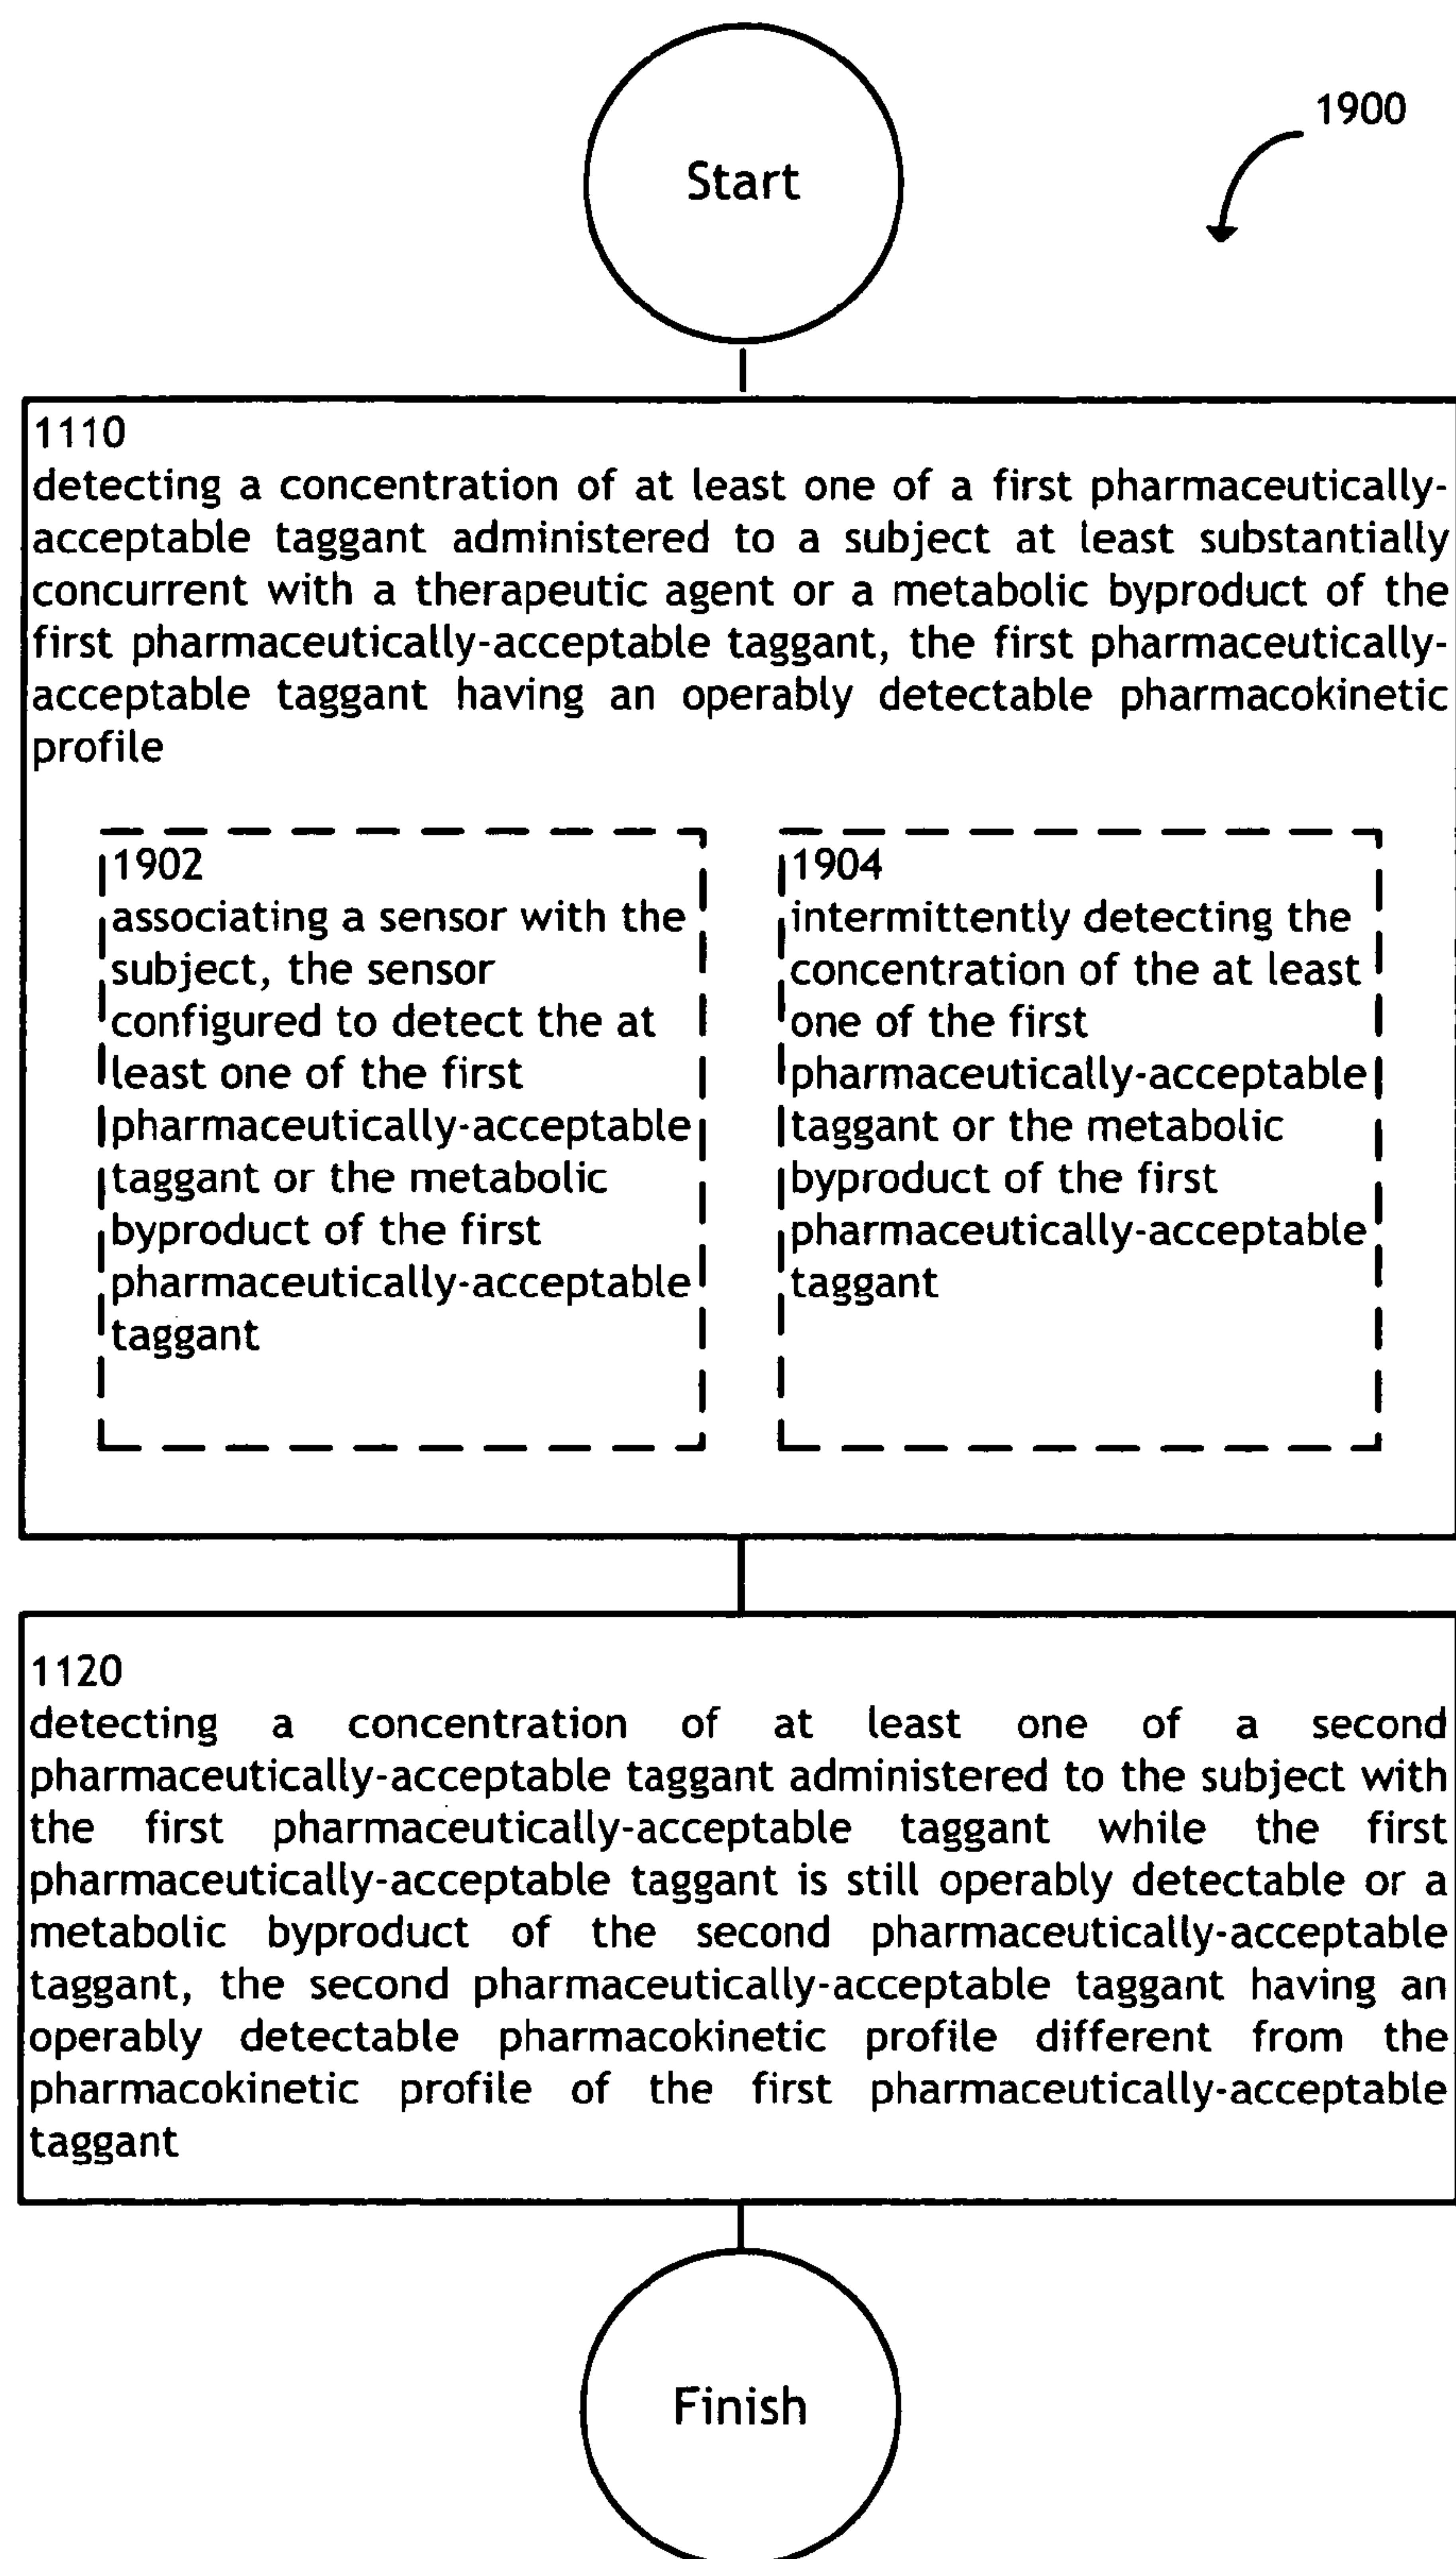 Start
1900
1110
detecting a concentration of at least one of a first pharmaceutically-
acceptable taggant administered to a subject at least substantially
concurrent with a therapeutic agent or a metabolic byproduct of the
first pharmaceutically-acceptable taggant, the first pharmaceutically-
acceptable taggant having an operably detectable pharmacokinetic
profile
1902
associating a sensor with the
subject, the sensor
configured to detect the at
least one of the first
pharmaceutically-acceptable
taggant or the metabolic
byproduct of the first
pharmaceutically-acceptable
taggant
1904
intermittently detecting the
concentration of the at least
one of the first
pharmaceutically-acceptable
taggant or the metabolic
byproduct of the first
pharmaceutically-acceptable
taggant
1120
detecting a concentration of at least one of a second
pharmaceutically-acceptable taggant administered to the subject with
the first pharmaceutically-acceptable taggant while the first
pharmaceutically-acceptable taggant is still operably detectable or a
metabolic byproduct of the second pharmaceutically-acceptable
taggant, the second pharmaceutically-acceptable taggant having an
operably detectable pharmacokinetic profile different from the
pharmacokinetic profile of the first pharmaceutically-acceptable
taggant
Finish